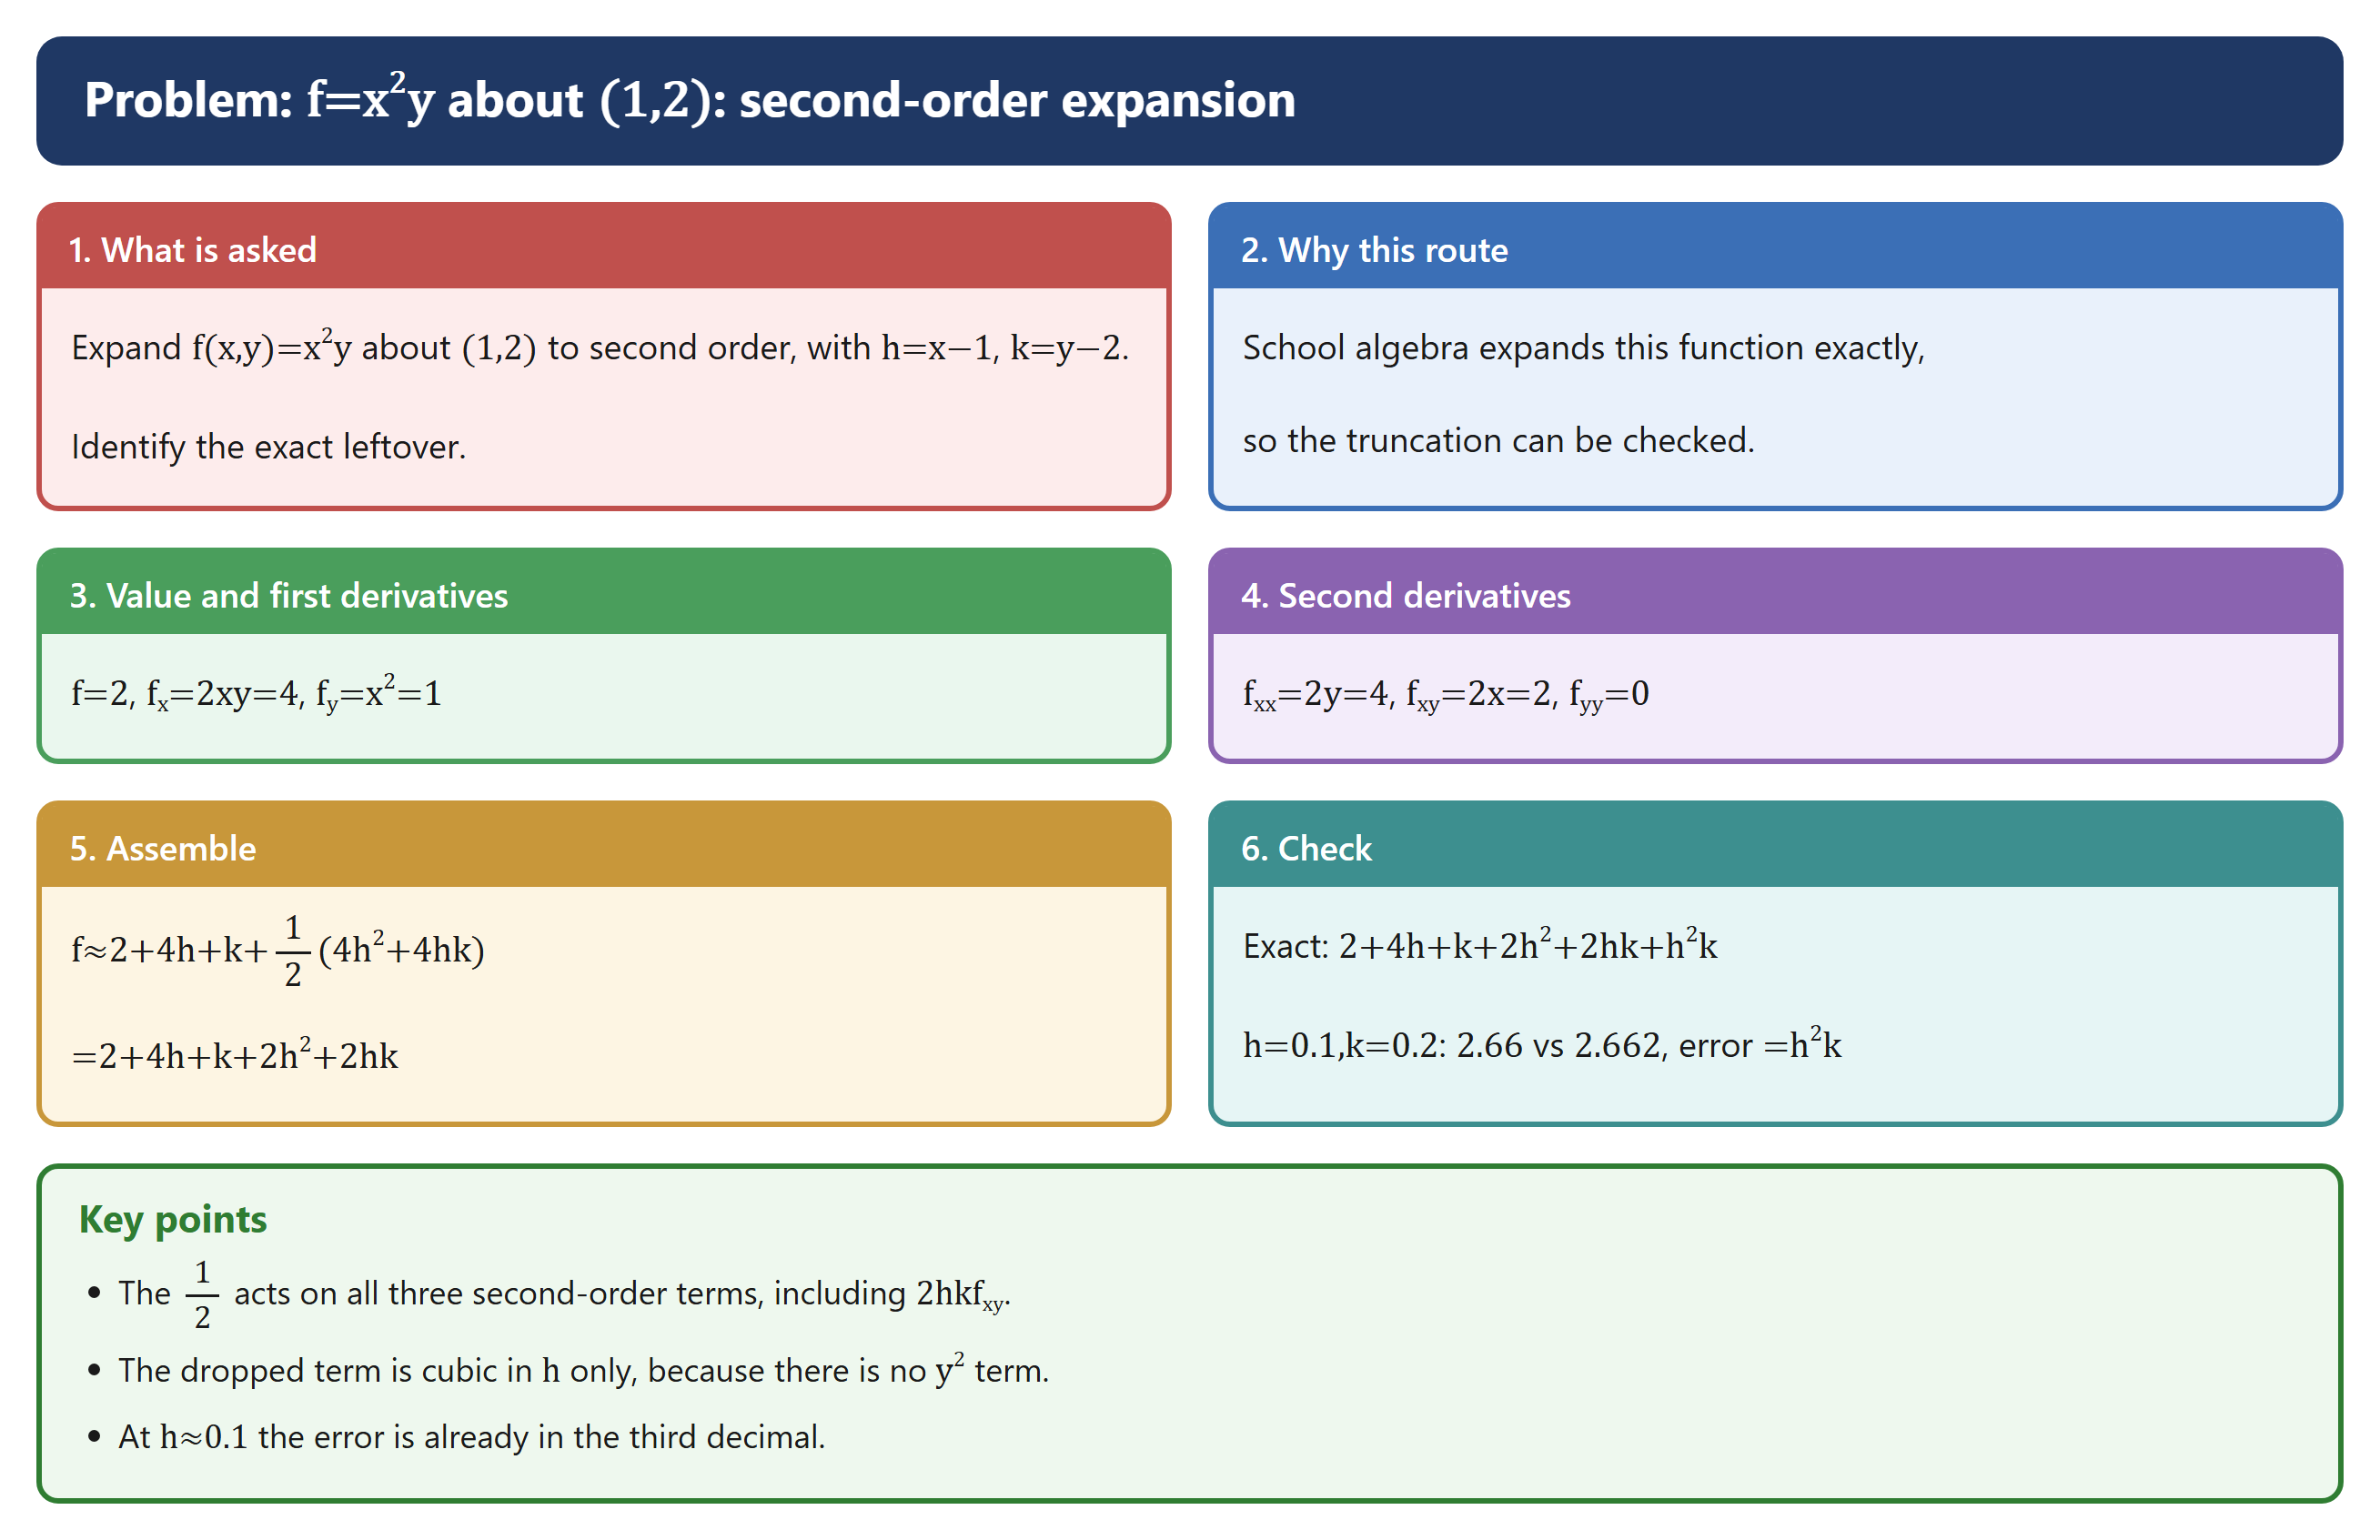 Problem: f=x²y about (1,2): second-order expansion
1. What is asked
Expand f(x,y)=x²y about (1,2) to second order, with h=x−1, k=y−2.
Identify the exact leftover.
2. Why this route
School algebra expands this function exactly,
so the truncation can be checked.
3. Value and first derivatives
f=2, f_x=2xy=4, f_y=x²=1
4. Second derivatives
f_xx=2y=4, f_xy=2x=2, f_yy=0
5. Assemble
f≈2+4h+k+1/2(4h²+4hk)
=2+4h+k+2h²+2hk
6. Check
Exact: 2+4h+k+2h²+2hk+h²k
h=0.1,k=0.2: 2.66 vs 2.662, error =h²k
Key points
• The 1/2 acts on all three second-order terms, including 2hkf_xy.
• The dropped term is cubic in h only, because there is no y² term.
• At h≈0.1 the error is already in the third decimal.